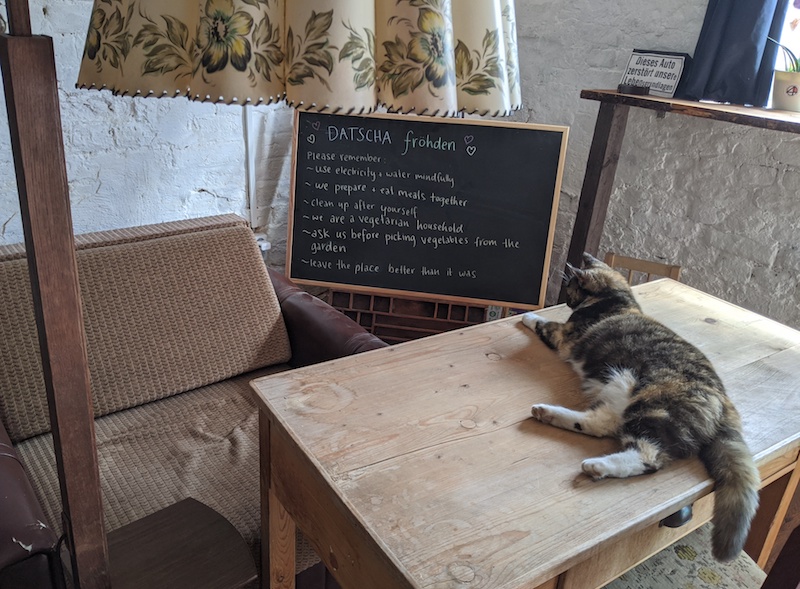 Dieses Auto
zerstört unsere
Lebensgrundlagen
DATSCHA fröhden
Please remember:
~ use electricity + water mindfully
~ we prepare + eat meals together
~ clean up after yourself
~ we are a vegetarian household
~ ask us before picking vegetables from the
garden
~ leave the place better than it was